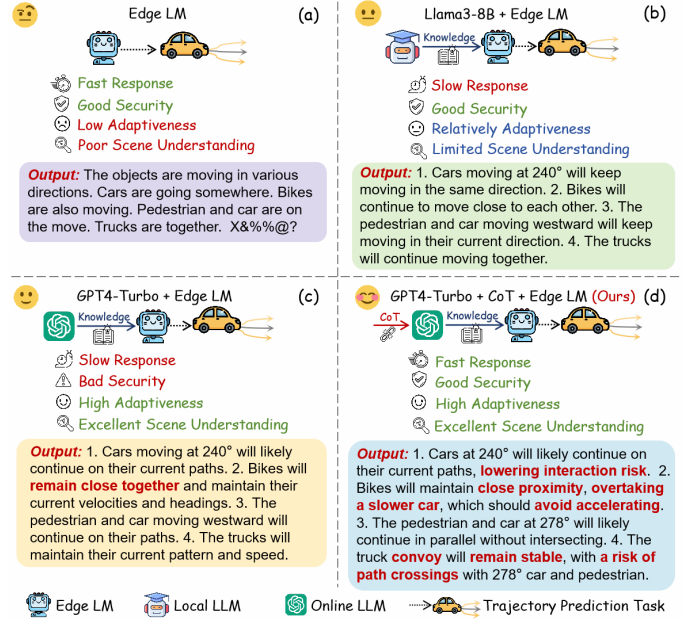 Edge LM
(a)
Fast Response
Good Security
Low Adaptiveness
Poor Scene Understanding
Output: The objects are moving in various
directions. Cars are going somewhere. Bikes
are also moving. Pedestrian and car are on
the move. Trucks are together. X&%%@?
Llama3-8B + Edge LM
(b)
Knowledge
Slow Response
Good Security
Relatively Adaptiveness
Limited Scene Understanding
Output: 1. Cars moving at 240° will keep
moving in the same direction. 2. Bikes will
continue to move close to each other. 3. The
pedestrian and car moving westward will keep
moving in their current direction. 4. The trucks
will continue moving together.
GPT4-Turbo + Edge LM
(c)
Knowledge
Slow Response
Bad Security
High Adaptiveness
Excellent Scene Understanding
Output: 1. Cars moving at 240° will likely
continue on their current paths. 2. Bikes will
remain close together and maintain their
current velocities and headings. 3. The
pedestrian and car moving westward will
continue on their paths. 4. The trucks will
maintain their current pattern and speed.
GPT4-Turbo + CoT + Edge LM (Ours)
(d)
CoT
Knowledge
Fast Response
Good Security
High Adaptiveness
Excellent Scene Understanding
Output: 1. Cars at 240° will likely continue on
their current paths, lowering interaction risk. 2.
Bikes will maintain close proximity, overtaking
a slower car, which should avoid accelerating.
3. The pedestrian and car at 278° will likely
continue in parallel without intersecting. 4. The
truck convoy will remain stable, with a risk of
path crossings with 278° car and pedestrian.
Edge LM
Local LLM
Online LLM
Trajectory Prediction Task